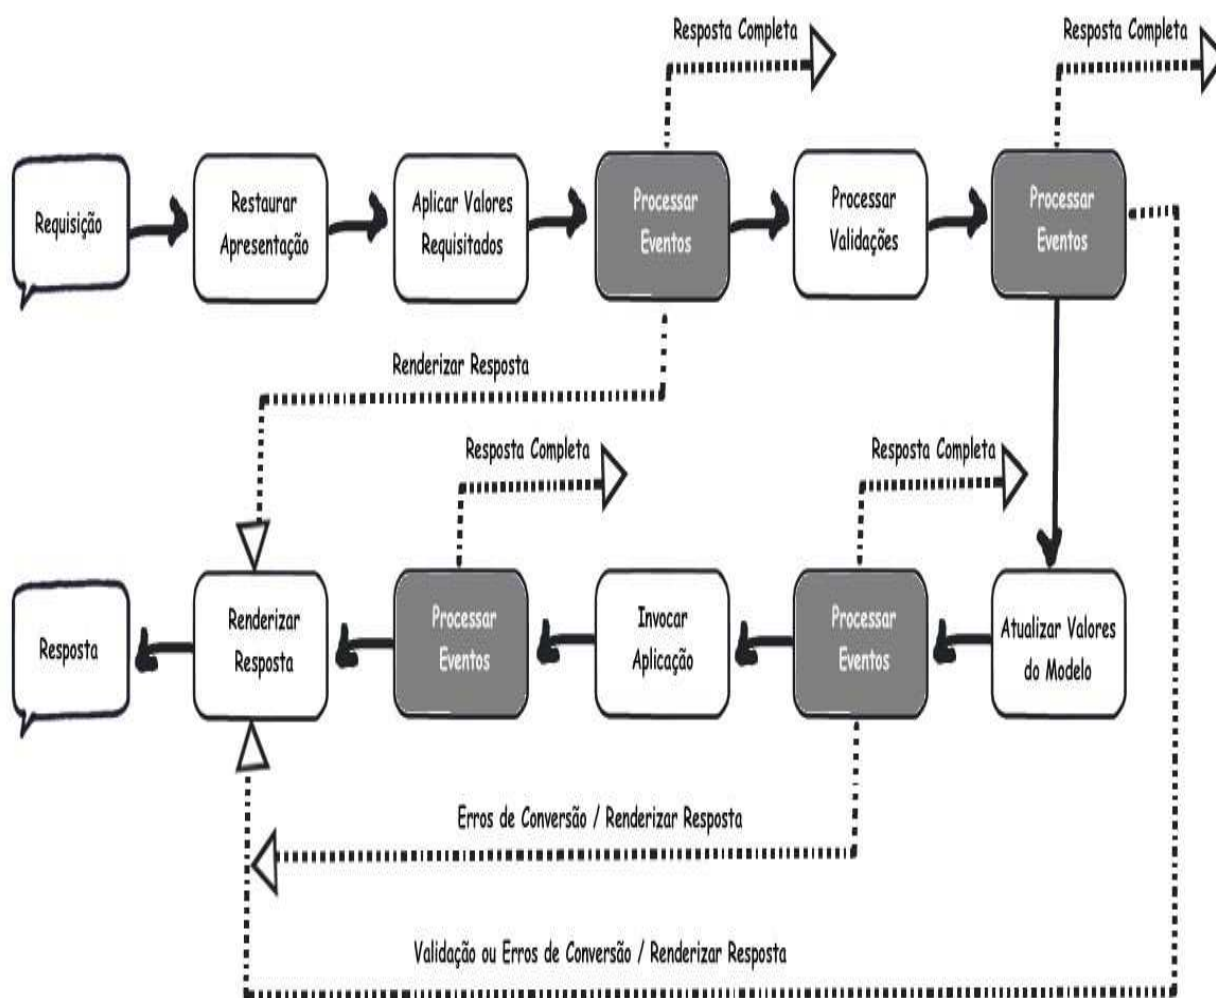 Resposta Completa
Resposta Completa
Requisição
Restaurar
Apresentação
Aplicar Valores
Requisitados
Processar
Eventos
Processar
Validações
Processar
Eventos
Renderizar Resposta
Resposta Completa
Resposta Completa
Resposta
Renderizar
Resposta
Processar
Eventos
Invocar
Aplicação
Processar
Eventos
Atualizar Valores
do Modelo
Erros de Conversão / Renderizar Resposta
Validação ou Erros de Conversão / Renderizar Resposta